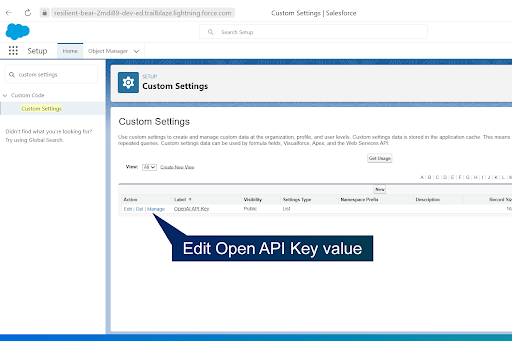 resilient-bear-2mdi89-dev-ed.trailblaze.lightning.force.com
Custom Settings | Salesforce
Search Setup
Setup
Home
Object Manager
custom settings
Custom Code
Custom Settings
Didn't find what you're looking for?
Try using Global Search.
SETUP
Custom Settings
Custom Settings
Use custom settings to create and manage custom data at the organization, profile, and user levels. Custom settings data is stored in the application cache. This means
repeated queries. Custom settings data can be used by formula fields, Visualforce, Apex, and the Web Services API.
Get Usage
View: All Create New View
A | B | C | D | E | F | G | H | I | J | K | L |
New
Action Label Visibility Settings Type Namespace Prefix Description Record Siz
Edit | Del | Manage OpenAI API Key Public List 16
Edit Open API Key value